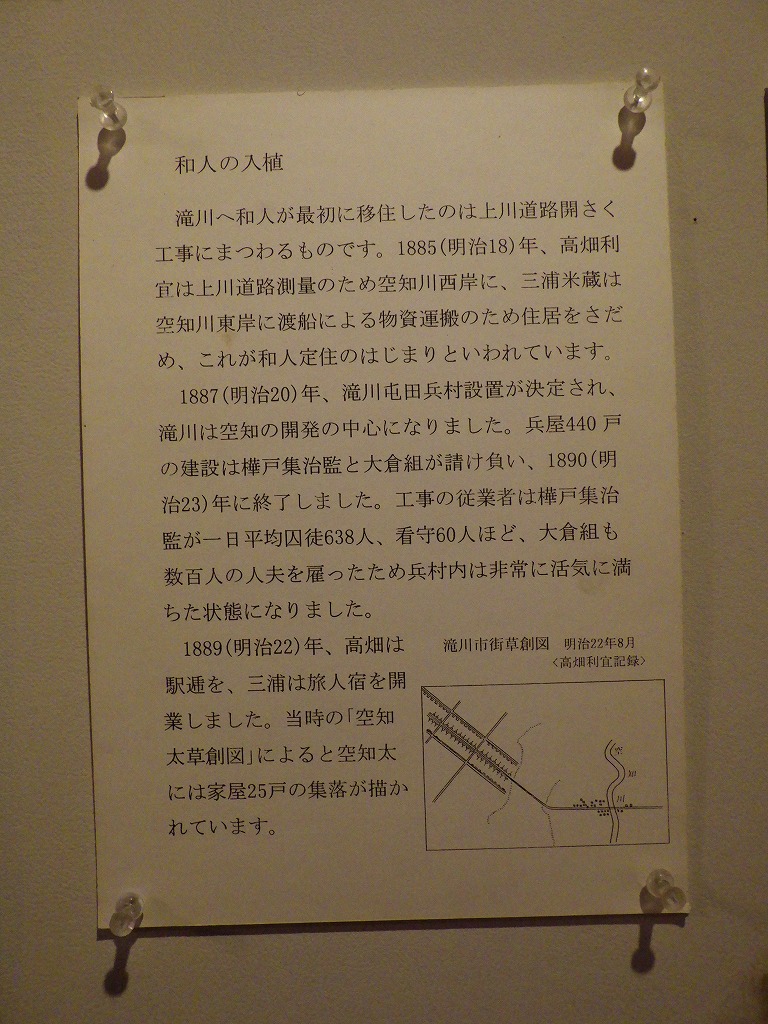 和人の入植
滝川へ和人が最初に移住したのは上川道路開さく
工事にまつわるものです。1885(明治18)年、高畑利
宜は上川道路測量のため空知川西岸に、三浦米蔵は
空知川東岸に渡船による物資運搬のため住居をさだ
め、これが和人定住のはじまりといわれています。
1887(明治20)年、滝川屯田兵村設置が決定され、
滝川は空知の開発の中心になりました。兵屋440戸
の建設は樺戸集治監と大倉組が請け負い、1890(明
治23)年に終了しました。工事の従業者は樺戸集治
監が一日平均囚徒638人、看守60人ほど、大倉組も
数百人の人夫を雇ったため兵村内は非常に活気に満
ちた状態になりました。
1889(明治22)年、高畑は
駅逓を、三浦は旅人宿を開
業しました。当時の「空知
太草創図」によると空知太
には家屋25戸の集落が描か
れています。
滝川市街草創図 明治22年8月
<高畑利宜記録>
空知川